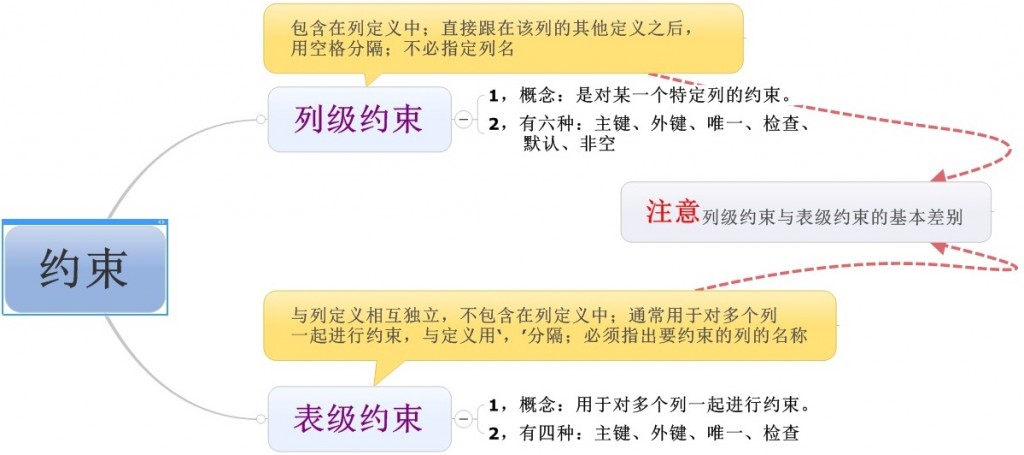 包含在列定义中；直接跟在该列的其他定义之后，
用空格分隔；不必指定列名
列级约束
1，概念：是对某一个特定列的约束。
2，有六种：主键、外键、唯一、检查、
默认、非空
注意列级约束与表级约束的基本差别
约束
与列定义相互独立，不包含在列定义中；通常用于对多个列
一起进行约束，与定义用‘，’分隔；必须指出要约束的列的名称
表级约束
1，概念：用于对多个列一起进行约束。
2，有四种：主键、外键、唯一、检查